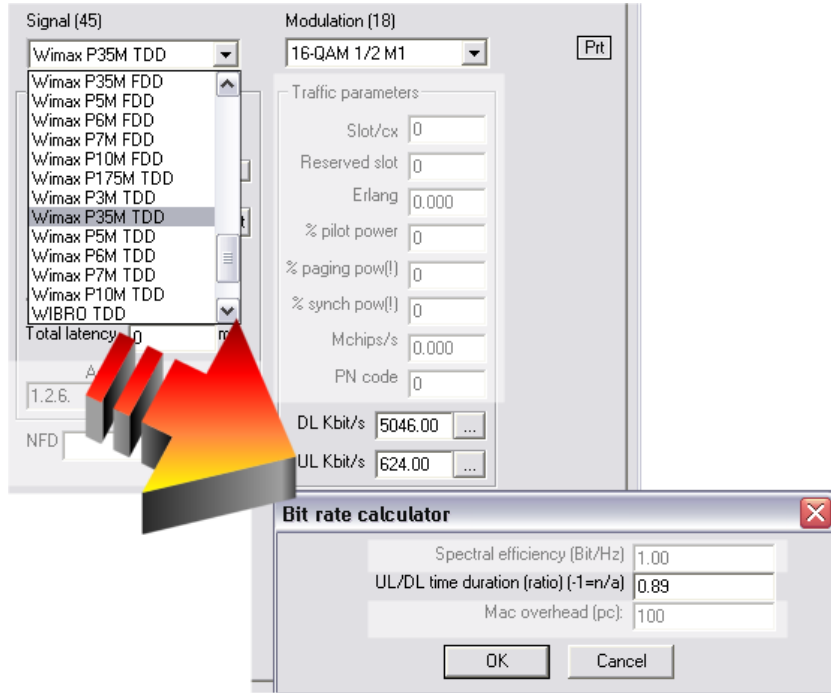 Signal (45)
Modulation (18)
Wimax P35M TDD
16-QAM 1/2 M1
Prt
Wimax P35M FDD
Wimax P5M FDD
Wimax P6M FDD
Wimax P7M FDD
Wimax P10M FDD
Wimax P175M TDD
Wimax P3M TDD
Wimax P35M TDD
Wimax P5M TDD
Wimax P6M TDD
Wimax P7M TDD
Wimax P10M TDD
WIBRO TDD
Total latency 0
1.2.6.
NFD
Traffic parameters
Slot/cx 0
Reserved slot 0
Erlang 0.000
% pilot power 0
% paging pow(!) 0
% synch pow(!) 0
Mchips/s 0.000
PN code 0
DL Kbit/s 5046.00 ...
UL Kbit/s 624.00 ...
Bit rate calculator
Spectral efficiency (Bit/Hz) 1.00
UL/DL time duration (ratio) (-1=n/a) 0.89
Mac overhead (pc): 100
OK
Cancel